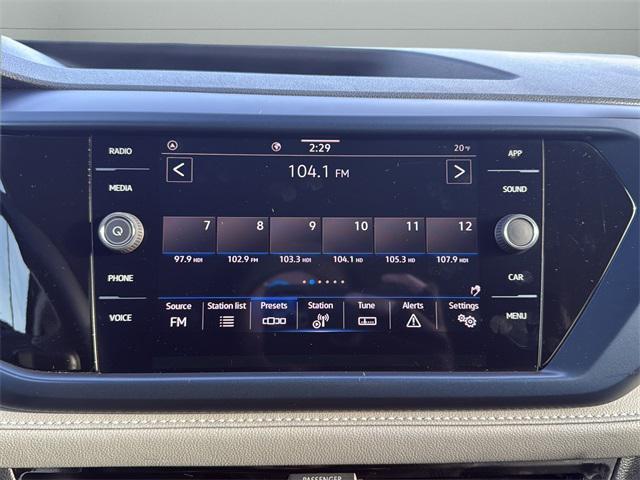 RADIO
2:29
20°F
APP
< 104.1 FM >
MEDIA
SOUND
7 8 9 10 11 12
97.9 HD1 102.9 FM 103.3 HD1 104.1 HD 105.3 HD 107.9 HD
PHONE
CAR
Source Station list Presets Station Tune Alerts Settings
VOICE
FM
MENU
PASSENGER